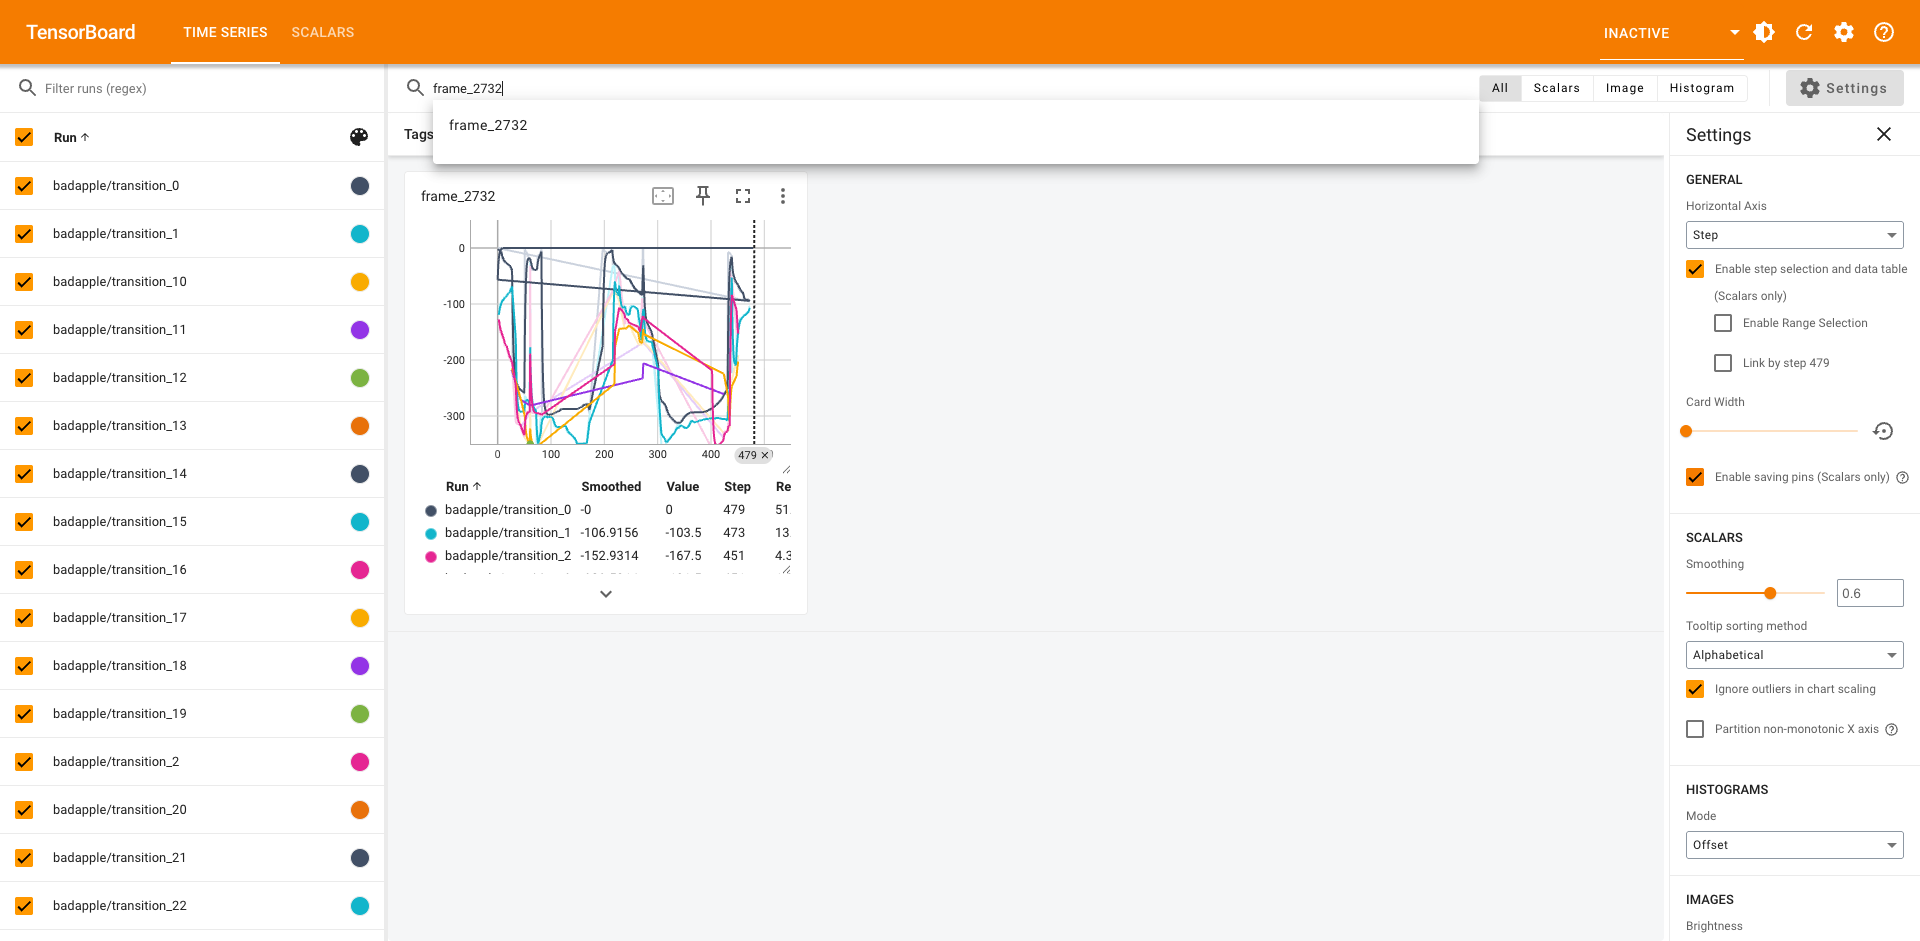 TensorBoard
TIME SERIES
SCALARS
INACTIVE
Filter runs (regex)
frame_2732
All
Scalars
Image
Histogram
Settings
frame_2732
Run
Tags
Settings
badapple/transition_0
badapple/transition_1
badapple/transition_10
badapple/transition_11
badapple/transition_12
badapple/transition_13
badapple/transition_14
badapple/transition_15
badapple/transition_16
badapple/transition_17
badapple/transition_18
badapple/transition_19
badapple/transition_2
badapple/transition_20
badapple/transition_21
badapple/transition_22
frame_2732
0
-100
-200
-300
0 100 200 300 400 479
Run Smoothed Value Step Re
badapple/transition_0 -0 0 479 51.
badapple/transition_1 -106.9156 -103.5 473 13
badapple/transition_2 -152.9314 -167.5 451 4.3
GENERAL
Horizontal Axis
Step
Enable step selection and data table
(Scalars only)
Enable Range Selection
Link by step 479
Card Width
Enable saving pins (Scalars only)
SCALARS
Smoothing
0.6
Tooltip sorting method
Alphabetical
Ignore outliers in chart scaling
Partition non-monotonic X axis
HISTOGRAMS
Mode
Offset
IMAGES
Brightness